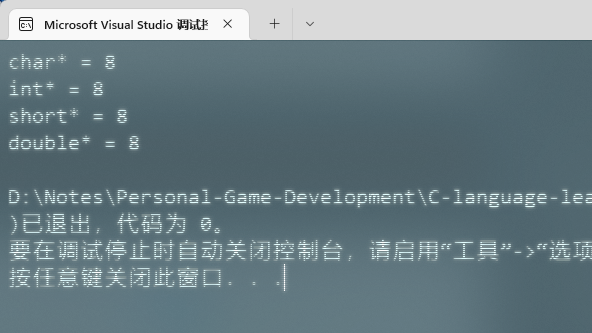 Microsoft Visual Studio 调试
char* = 8
int* = 8
short* = 8
double* = 8
D:\Notes\Personal-Game-Development\C-language-lea
)已退出，代码为 0。
要在调试停止时自动关闭控制台，请启用“工具”->“选项
按任意键关闭此窗口. . .